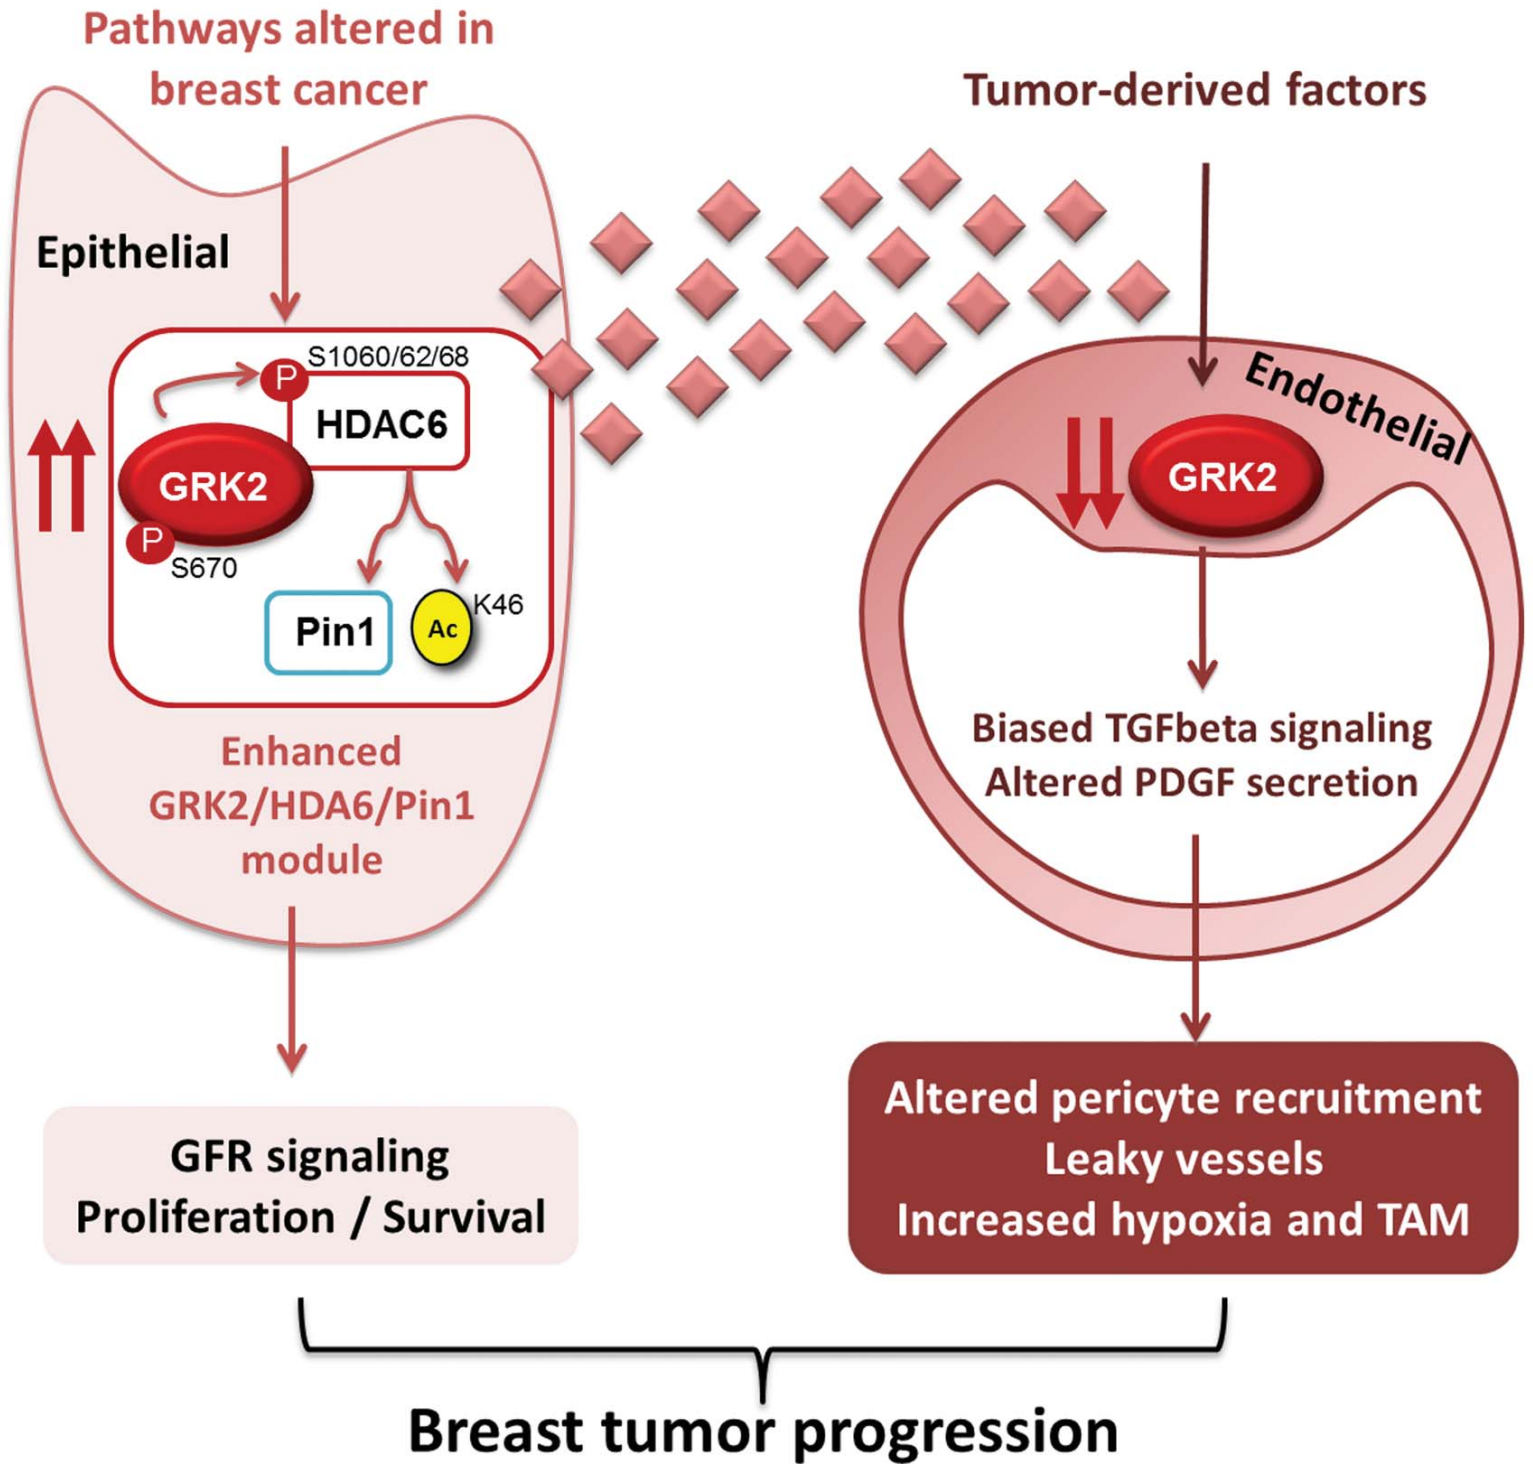 Pathways altered in
breast cancer
Epithelial
S1060/62/68
P
HDAC6
GRK2
P
S670
Pin1
Ac
K46
Enhanced
GRK2/HDA6/Pin1
module
GFR signaling
Proliferation / Survival
Tumor-derived factors
Endothelial
GRK2
Biased TGFbeta signaling
Altered PDGF secretion
Altered pericyte recruitment
Leaky vessels
Increased hypoxia and TAM
Breast tumor progression